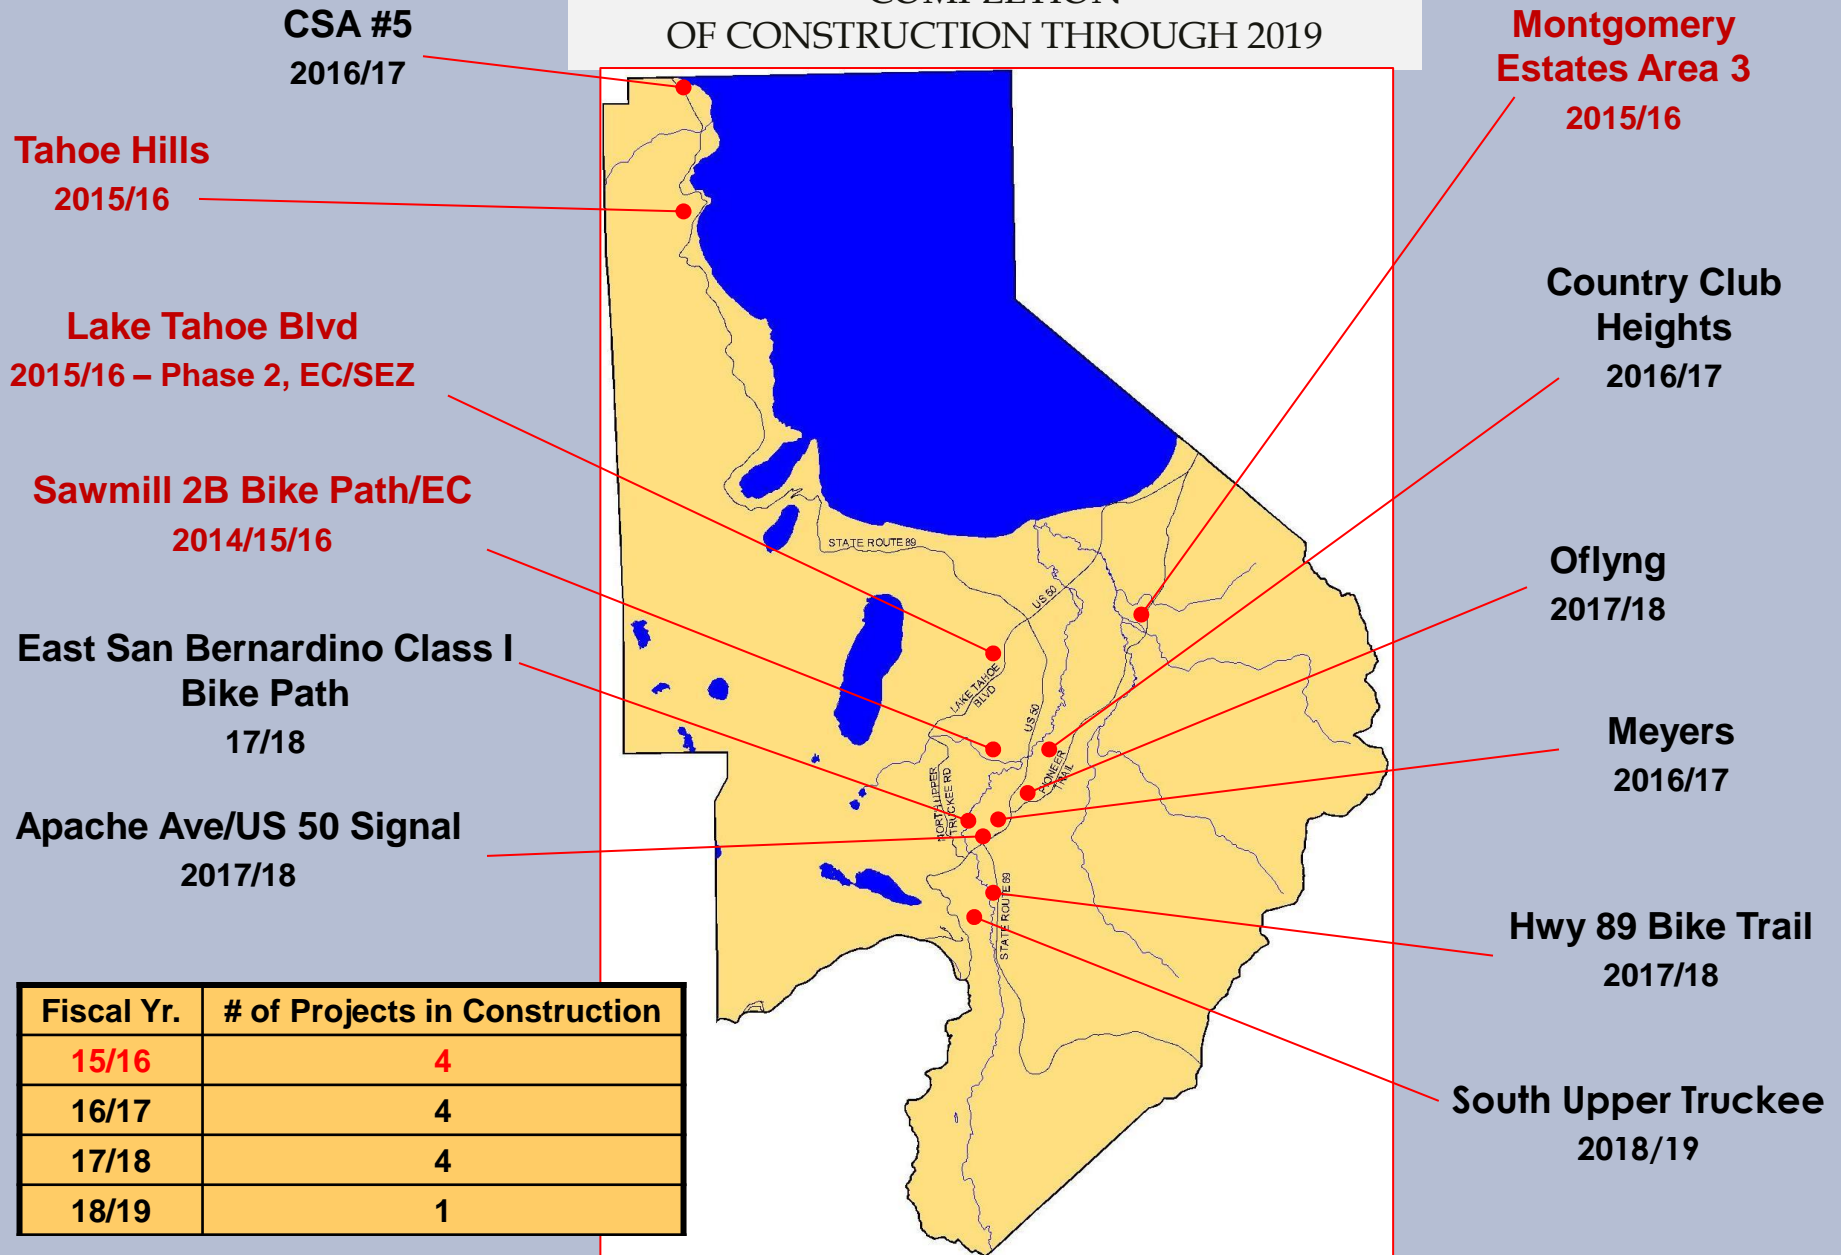 COMPLETION
OF CONSTRUCTION THROUGH 2019
CSA #5
2016/17
Tahoe Hills
2015/16
Lake Tahoe Blvd
2015/16 – Phase 2, EC/SEZ
Sawmill 2B Bike Path/EC
2014/15/16
East San Bernardino Class I
Bike Path
17/18
Apache Ave/US 50 Signal
2017/18
Montgomery
Estates Area 3
2015/16
Country Club
Heights
2016/17
Oflyng
2017/18
Meyers
2016/17
Hwy 89 Bike Trail
2017/18
South Upper Truckee
2018/19
STATE ROUTE 89
US 50
LAKE TAHOE
BLVD
US 50
PIONEER
TRAIL
NORTH UPPER
TRUCKEE RD
STATE ROUTE 89
Fiscal Yr. # of Projects in Construction
15/16 4
16/17 4
17/18 4
18/19 1